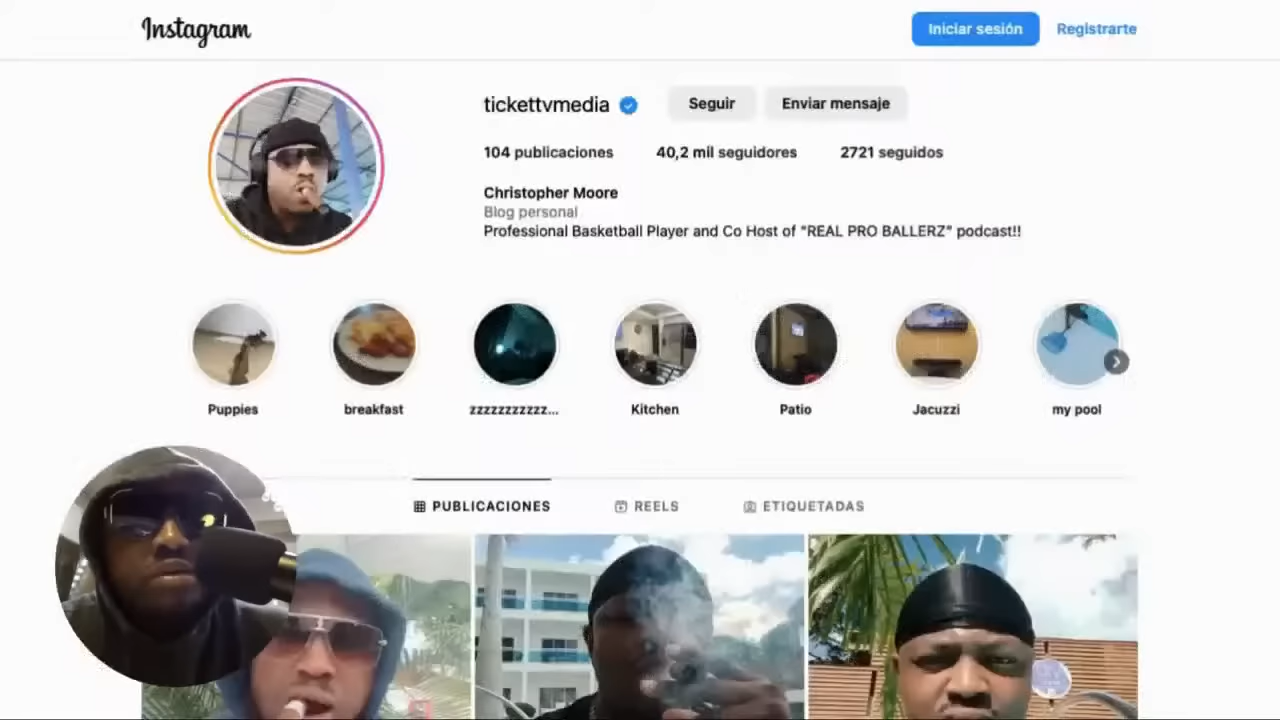 Instagram
Iniciar sesión
Registrarte
tickettvmedia
Seguir
Enviar mensaje
104 publicaciones
40,2 mil seguidores
2721 seguidos
Christopher Moore
Blog personal
Professional Basketball Player and Co Host of "REAL PRO BALLERZ" podcast!!
Puppies
breakfast
zzzzzzzzzzz...
Kitchen
Patio
Jacuzzi
my pool
PUBLICACIONES
REELS
ETIQUETADAS